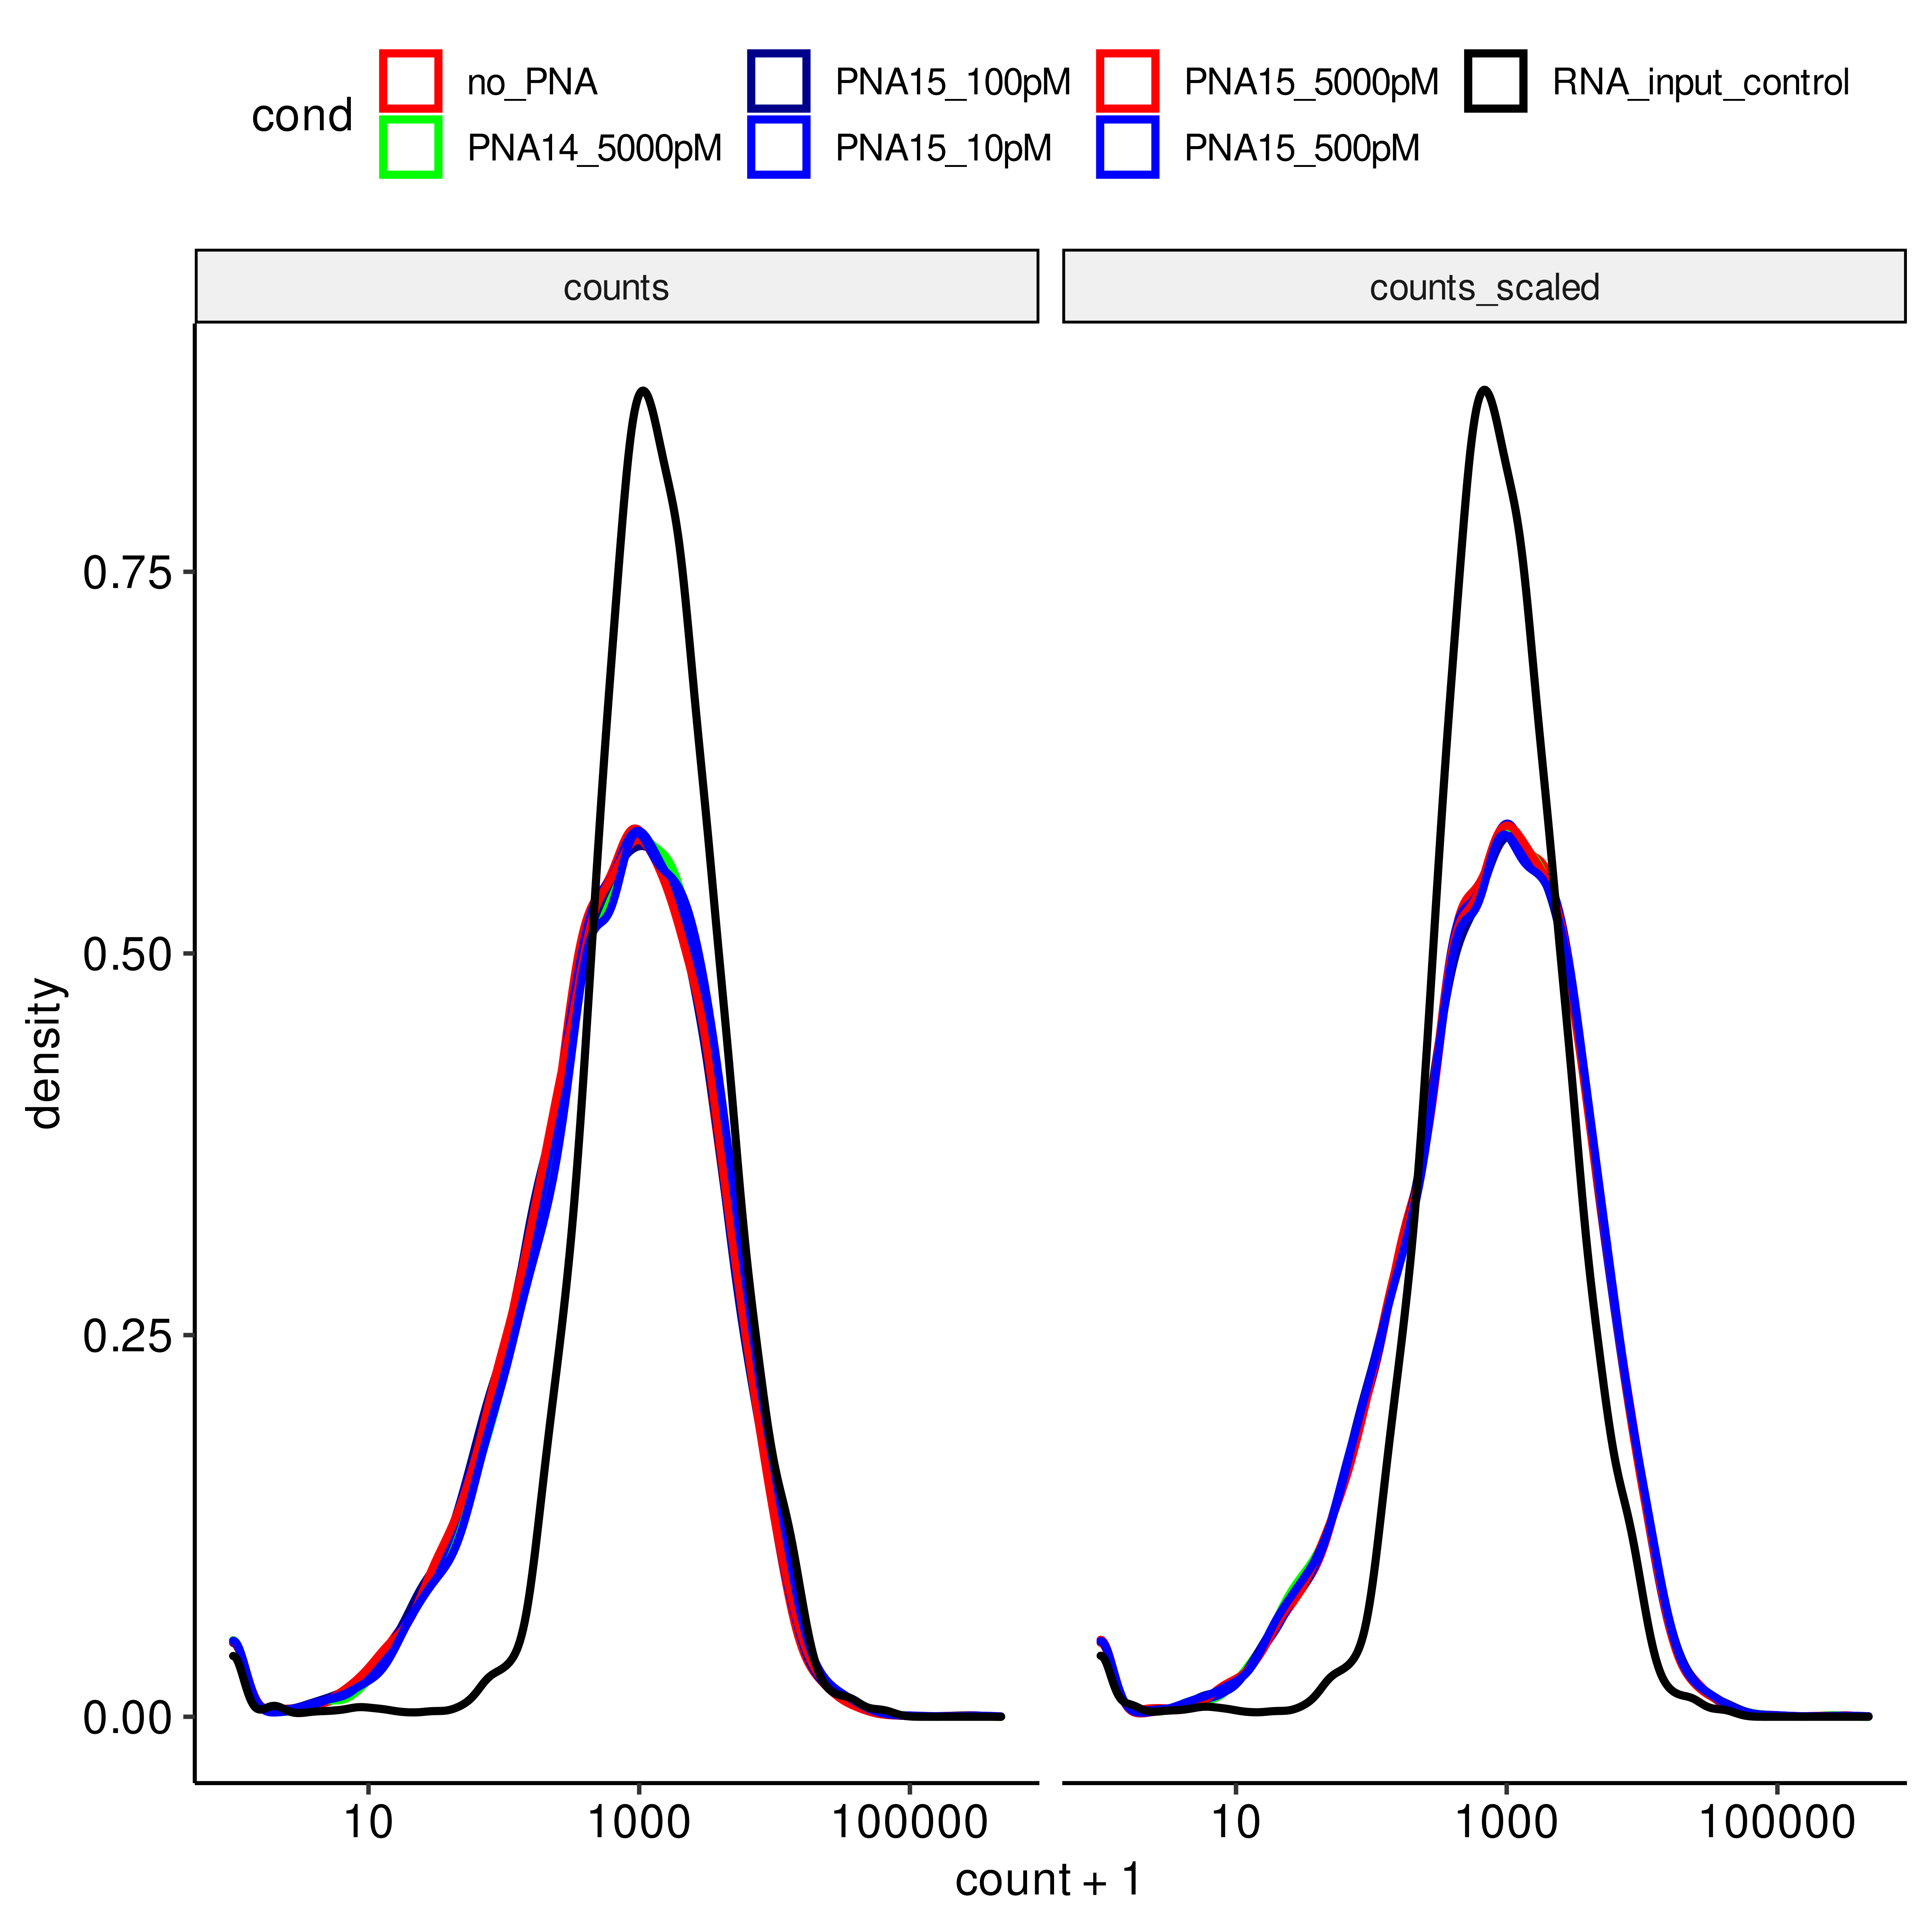 cond
no_PNA PNA15_100pM PNA15_5000pM RNA_input_control
PNA14_5000pM PNA15_10pM PNA15_500pM
counts counts_scaled
0.75
0.50
0.25
0.00
density
10 1000 100000 10 1000 100000
count + 1